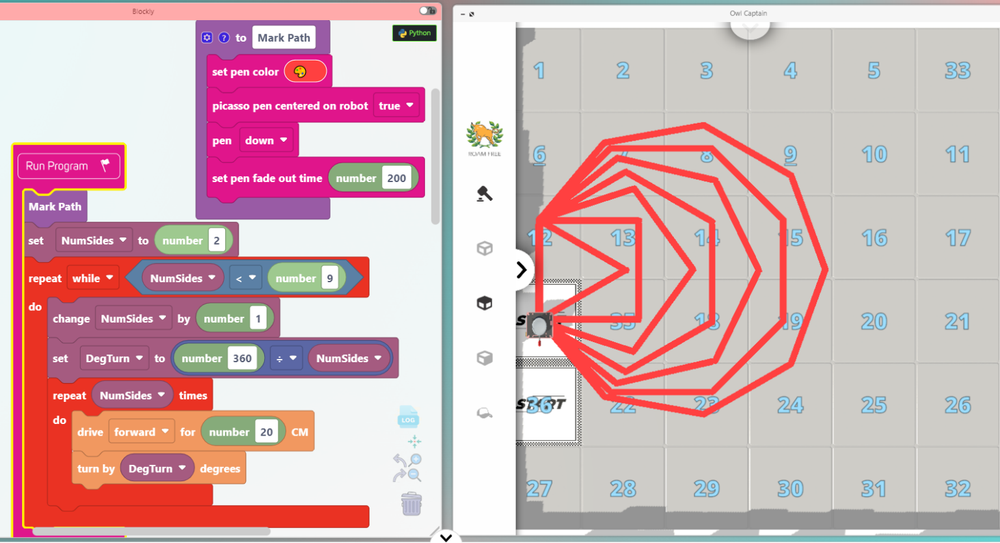 Blockly
Python
to Mark Path
set pen color
picasso pen centered on robot true
pen down
set pen fade out time number 200
Run Program
Mark Path
set NumSides to number 2
repeat while NumSides < number 9
do
change NumSides by number 1
set DegTurn to number 360 ÷ NumSides
repeat NumSides times
do
drive forward for number 20 CM
turn by DegTurn degrees
LOG
Owl Captain
ROAM FREE
1 2 3 4 5 33
6 7 8 9 10 11
12 13 14 15 16 17
35 18 19 20 21
START
36 22 23 24 25 26
27 28 29 30 31 32